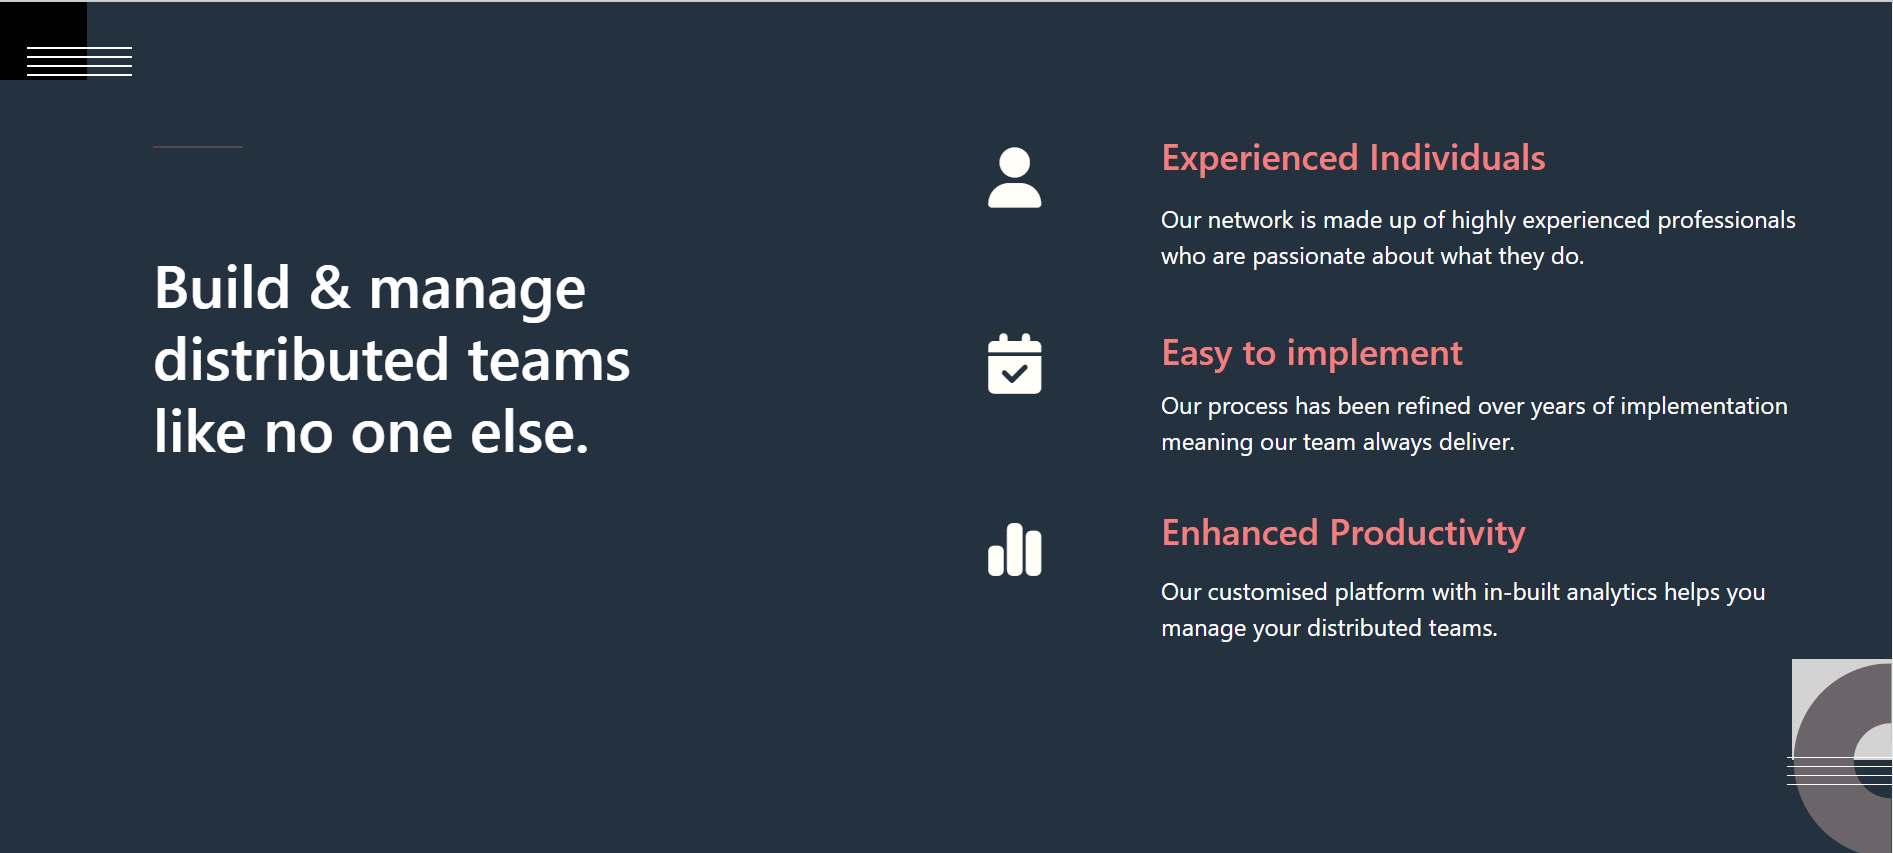 Build & manage
distributed teams
like no one else.
Experienced Individuals
Our network is made up of highly experienced professionals
who are passionate about what they do.
Easy to implement
Our process has been refined over years of implementation
meaning our team always deliver.
Enhanced Productivity
Our customised platform with in-built analytics helps you
manage your distributed teams.